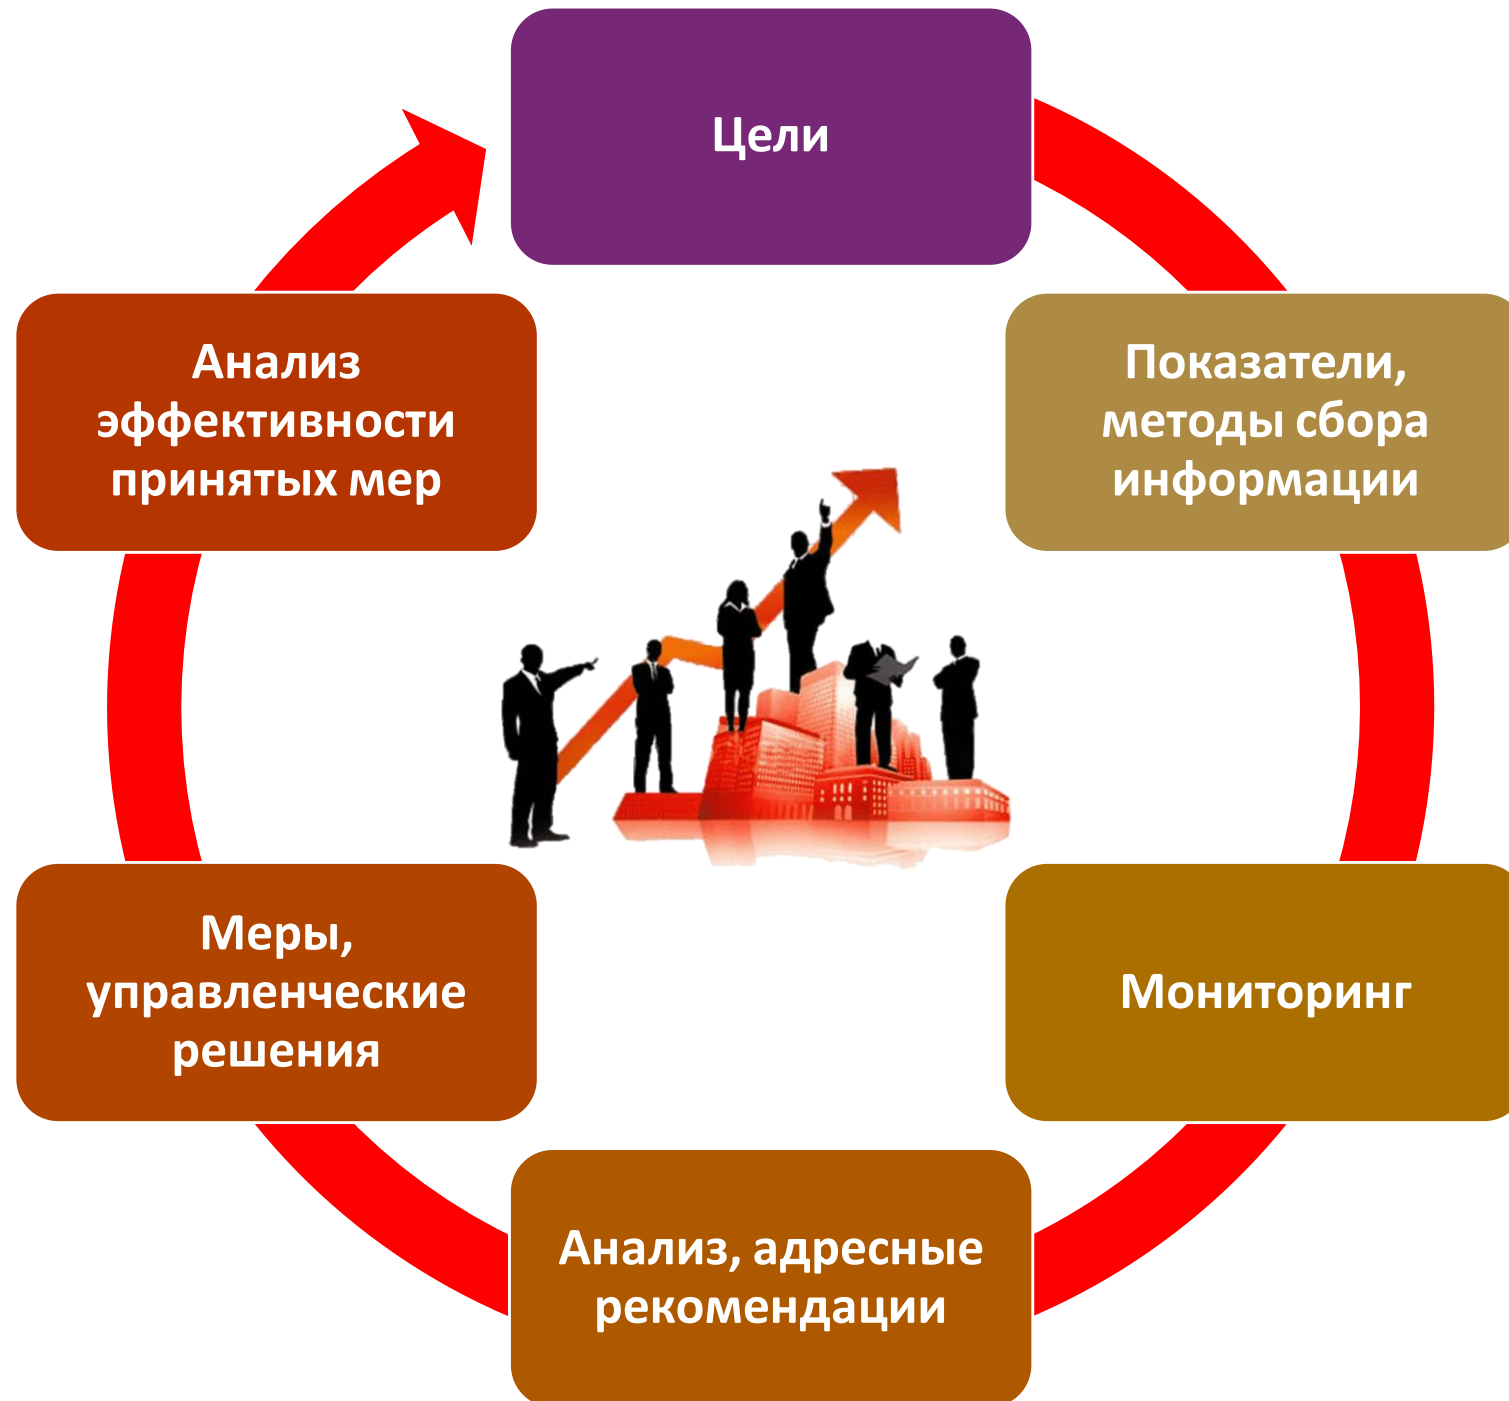 Цели
Показатели,
методы сбора
информации
Мониторинг
Анализ, адресные
рекомендации
Меры,
управленческие
решения
Анализ
эффективности
принятых мер